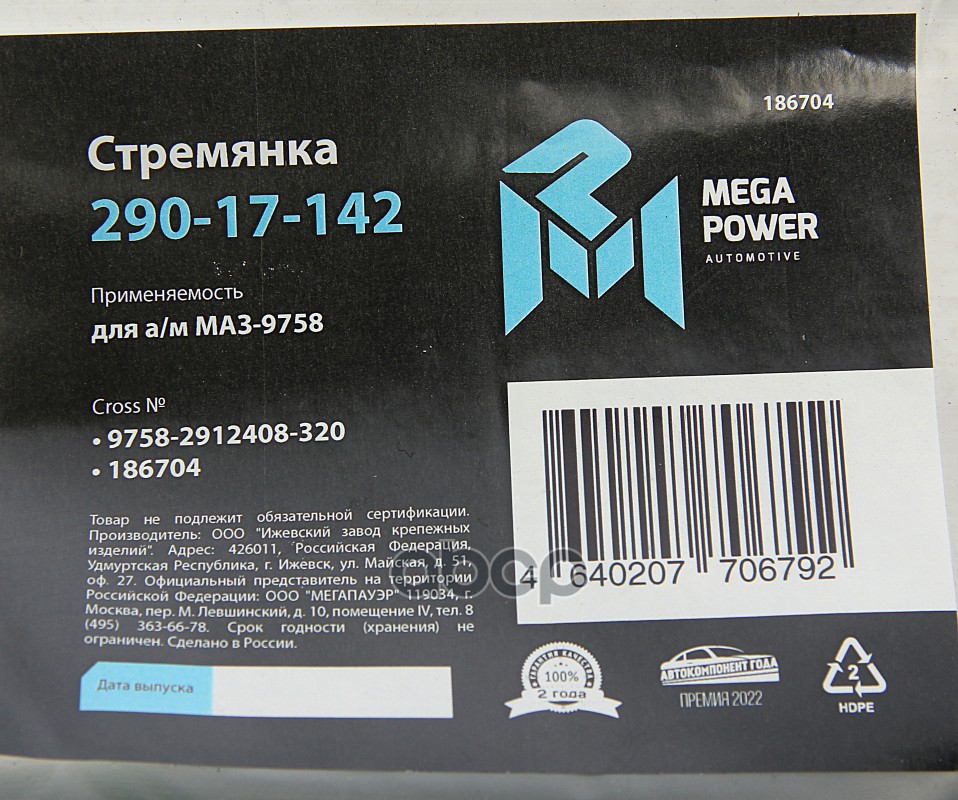 186704
Стремянка
290-17-142
MEGA
POWER
AUTOMOTIVE
Применяемость
для а/м МАЗ-9758
Cross №
• 9758-2912408-320
• 186704
Товар не подлежит обязательной сертификации.
Производитель: ООО "Ижевский завод крепежных
изделий". Адрес: 426011, Российская Федерация,
Удмуртская Республика, г. Ижевск, ул. Майская, д. 51,
оф. 27. Официальный представитель на территории
Российской Федерации: ООО "МЕГАПАУЭР" 119034, г.
Москва, пер. М. Левшинский, д. 10, помещение IV, тел. 8
(495) 363-66-78. Срок годности (хранения) не
ограничен. Сделано в России.
4 640207 706792
Дата выпуска
ГАРАНТИЯ КАЧЕСТВА
100%
2 года
АВТОКОМПОНЕНТ ГОДА
ПРЕМИЯ 2022
2
HDPE